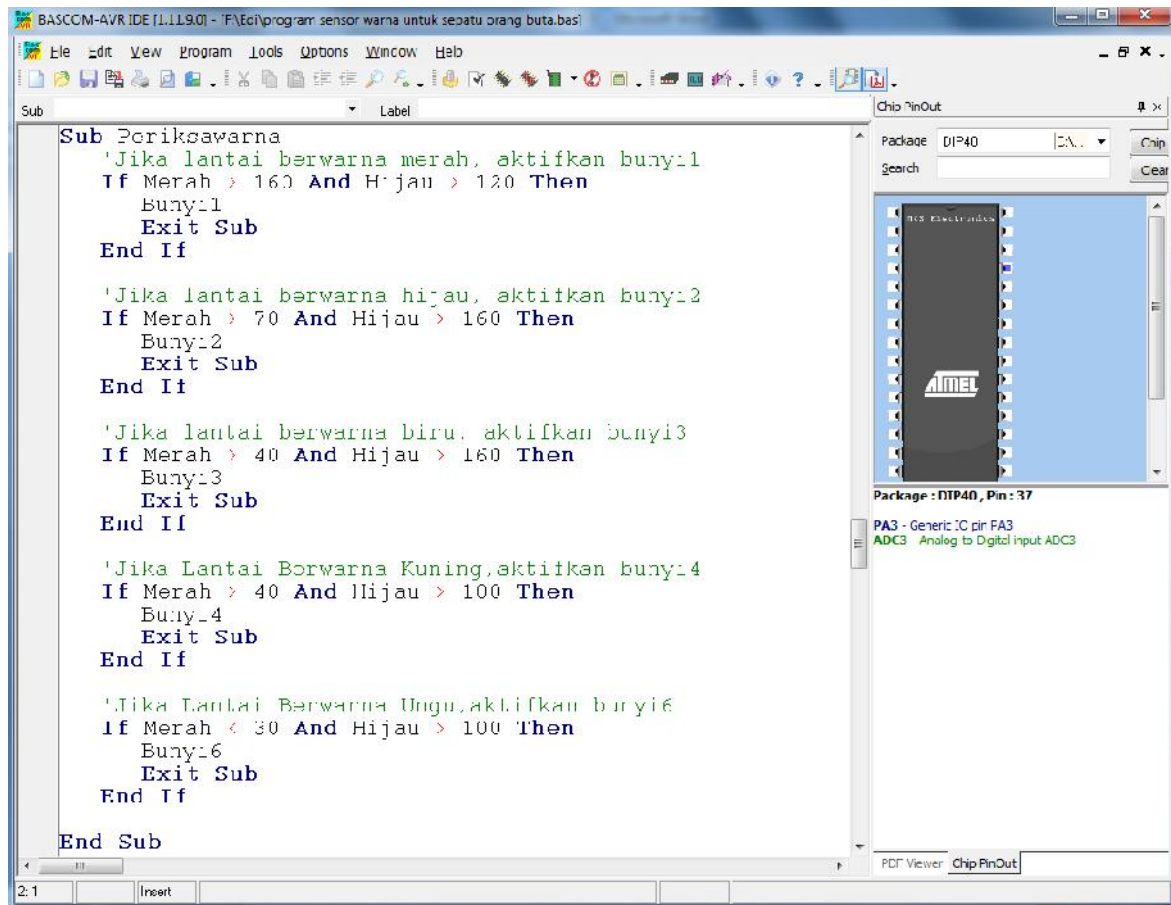 BASCOM-AVR IDE [1.11.9.0] - [F:\Edi\program sensor warna untuk sepatu orang buta.bas]
File Edit View Program Tools Options Window Help
Sub Label
Sub Periksawarna
'Jika lantai berwarna merah, aktifkan bunyi1
If Merah > 160 And Hijau > 120 Then
Bunyi1
Exit Sub
End If
'Jika lantai berwarna hijau, aktifkan bunyi2
If Merah > 70 And Hijau > 160 Then
Bunyi2
Exit Sub
End If
'Jika lantai berwarna biru, aktifkan bunyi3
If Merah > 40 And Hijau > 160 Then
Bunyi3
Exit Sub
End If
'Jika Lantai Berwarna Kuning,aktifkan bunyi4
If Merah > 40 And Hijau > 100 Then
Bunyi4
Exit Sub
End If
'Jika Lantai Berwarna Ungu,aktifkan bunyi6
If Merah < 30 And Hijau > 100 Then
Bunyi6
Exit Sub
End If
End Sub
2: 1 Insert
Chip PinOut
Package DIP40 Chip
Search Clear
MCS Electronics
ATMEL
Package : DIP40 , Pin : 37
PA3 - Generic IO pin PA3
ADC3 Analog to Digital input ADC3
PDF Viewer Chip PinOut